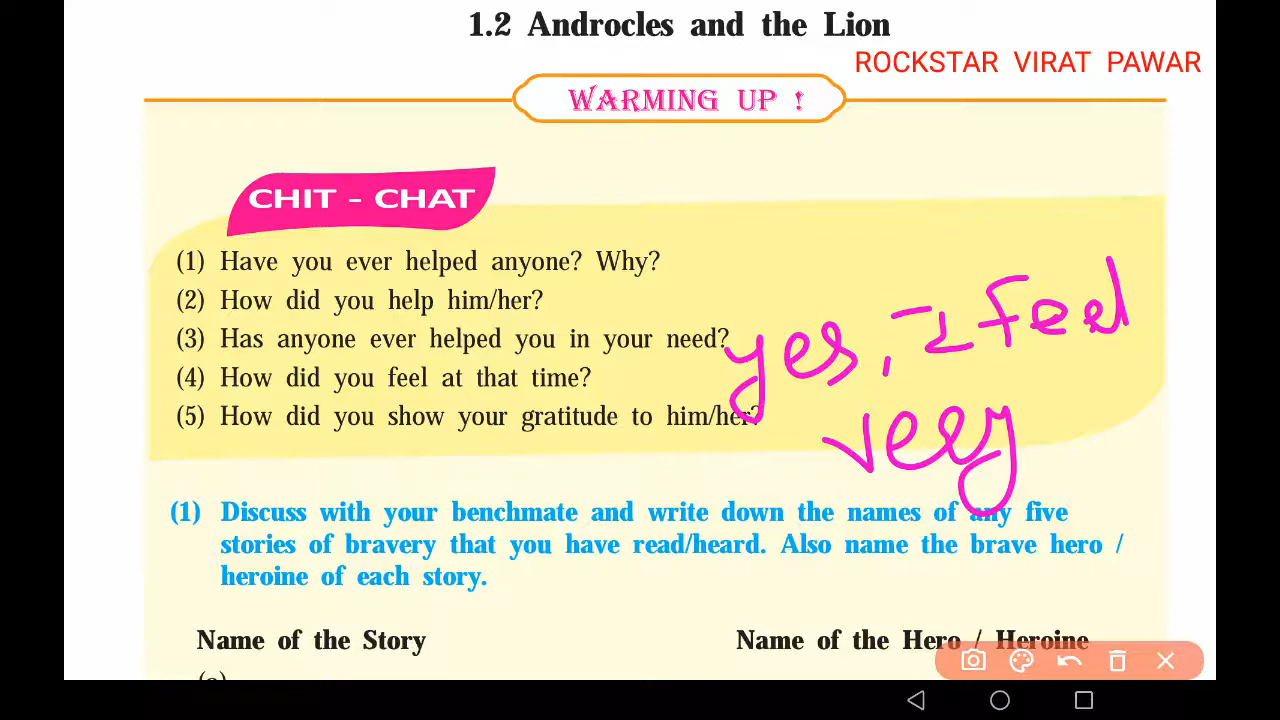 1.2 Androcles and the Lion
ROCKSTAR VIRAT PAWAR
WARMING UP !
CHIT - CHAT
(1) Have you ever helped anyone? Why?
(2) How did you help him/her?
(3) Has anyone ever helped you in your need?
(4) How did you feel at that time?
(5) How did you show your gratitude to him/her?
yes, I feel
very
(1) Discuss with your benchmate and write down the names of any five
stories of bravery that you have read/heard. Also name the brave hero /
heroine of each story.
Name of the Story Name of the Hero / Heroine